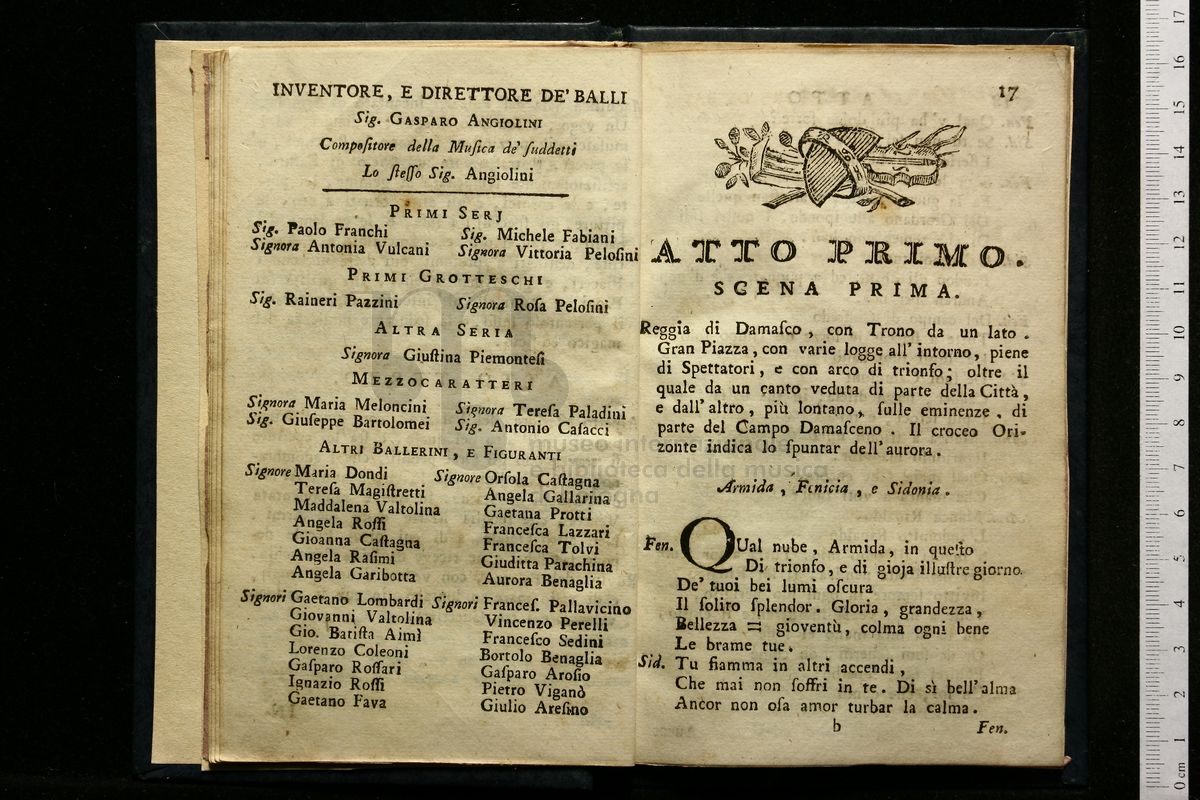 INVENTORE, E DIRETTORE DE' BALLI
Sig. GASPARO ANGIOLINI
Compoſitore della Muſica de' ſuddetti
Lo ſteſſo Sig. Angiolini
PRIMI SERJ
Sig. Paolo Franchi Sig. Michele Fabiani
Signora Antonia Vulcani Signora Vittoria Peloſini
PRIMI GROTTESCHI
Sig. Raineri Pazzini Signora Roſa Peloſini
ALTRA SERIA
Signora Giuſtina Piemonteſi
MEZZOCARATTERI
Signora Maria Meloncini Signora Tereſa Paladini
Sig. Giuſeppe Bartolomei Sig. Antonio Caſacci
ALTRI BALLERINI, E FIGURANTI
Signore Maria Dondi Signore Orſola Caſtagna
Tereſa Magiſtretti Angela Gallarina
Maddalena Valtolina Gaetana Protti
Angela Roſſi Franceſca Lazzari
Gioanna Caſtagna Franceſca Tolvi
Angela Raſimi Giuditta Parachina
Angela Garibotta Aurora Benaglia
Signori Gaetano Lombardi Signori Franceſ. Pallavicino
Giovanni Valtolina Vincenzo Perelli
Gio. Batiſta Aimì Franceſco Sedini
Lorenzo Coleoni Bortolo Benaglia
Gaſparo Roſſari Gaſparo Aroſio
Ignazio Roſſi Pietro Viganò
Gaetano Fava Giulio Areſino
17
ATTO PRIMO.
SCENA PRIMA.
Reggia di Damaſco, con Trono da un lato.
Gran Piazza, con varie logge all' intorno, piene
di Spettatori, e con arco di trionfo; oltre il
quale da un canto veduta di parte della Città,
e dall' altro, più lontano, ſulle eminenze, di
parte del Campo Damaſceno. Il croceo Ori-
zonte indica lo ſpuntar dell' aurora.
Armida, Fenicia, e Sidonia.
Fen. QUal nube, Armida, in queſto
Di trionfo, e di gioja illuſtre giorno.
De' tuoi bei lumi oſcura
Il ſolito ſplendor. Gloria, grandezza,
Bellezza = gioventù, colma ogni bene
Le brame tue.
Sid. Tu fiamma in altri accendi,
Che mai non ſoffri in te. Di sì bell' alma
Ancor non oſa amor turbar la calma.
b Fen.